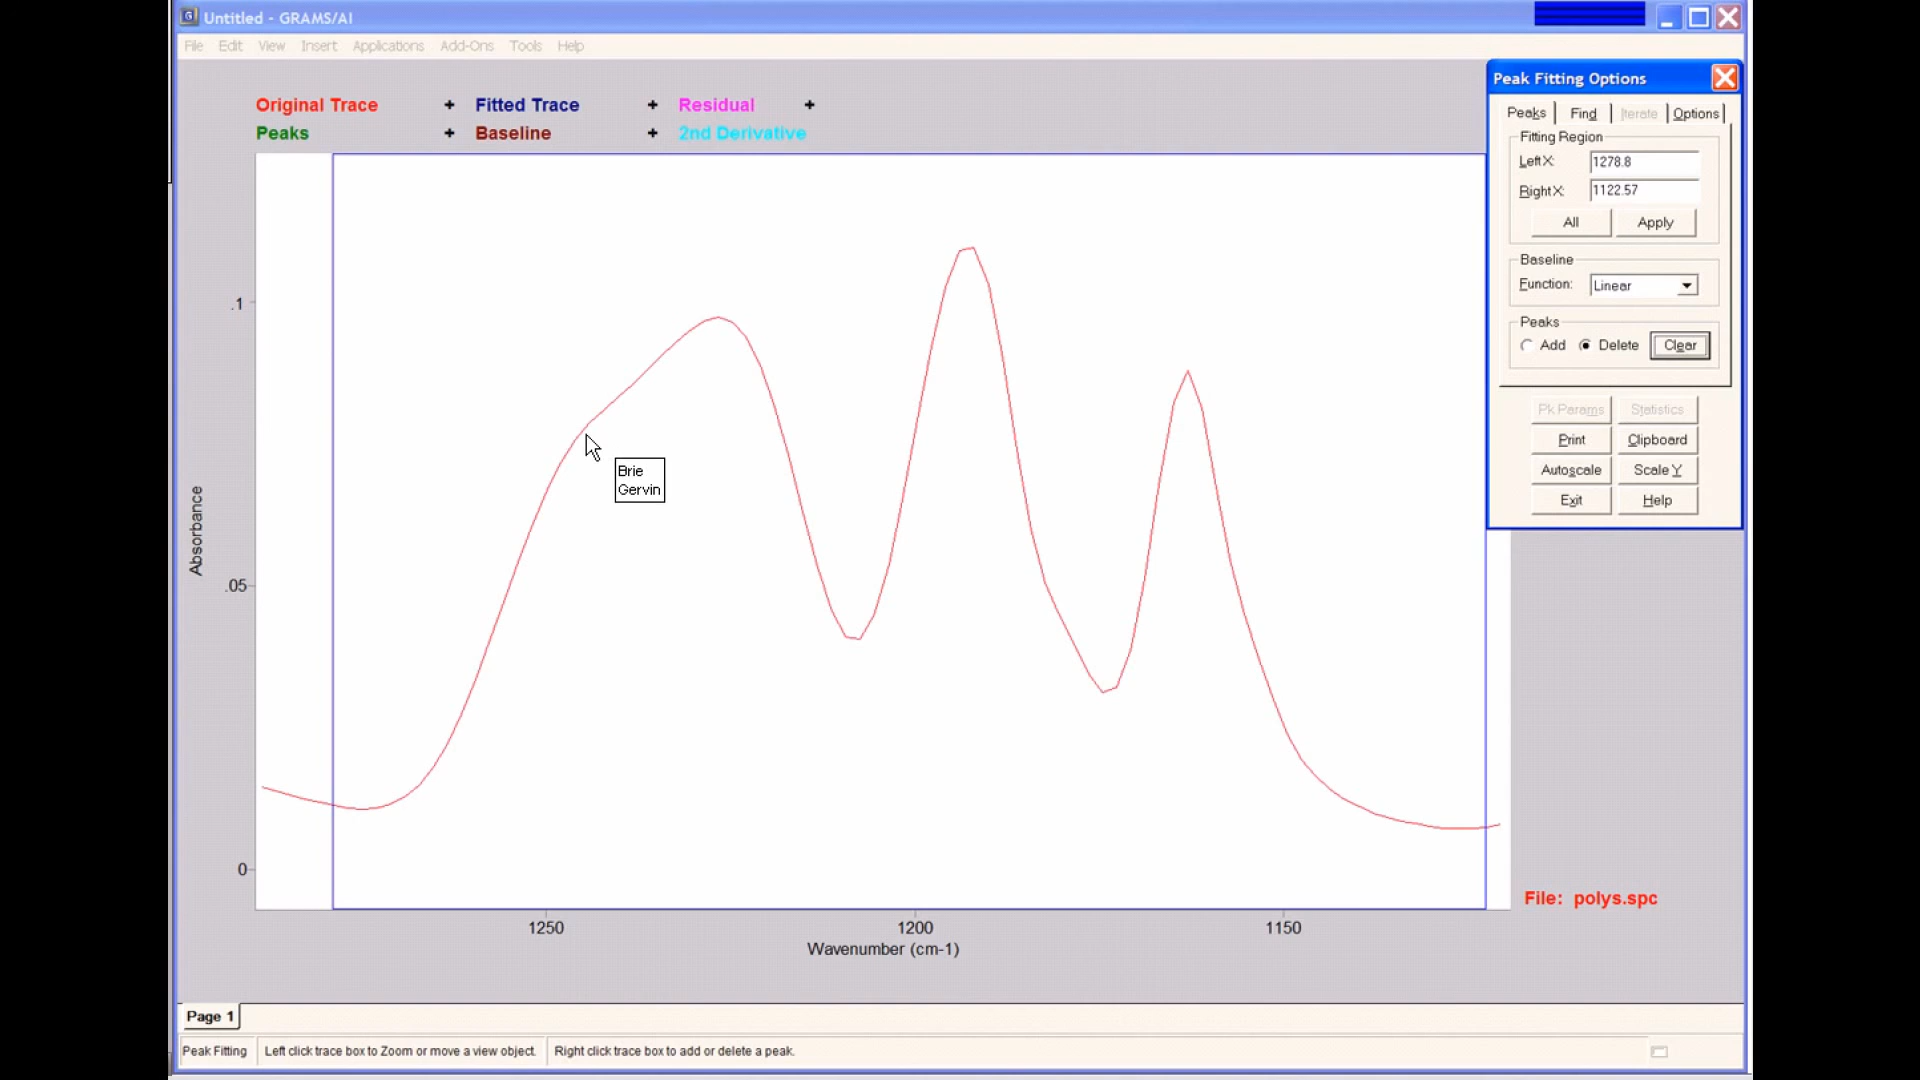 Untitled - GRAMS/AI
File Edit View Insert Applications Add-Ons Tools Help
Original Trace + Fitted Trace + Residual +
Peaks + Baseline + 2nd Derivative
Peak Fitting Options
Peaks Find Iterate Options
Fitting Region
Left X: 1278.8
Right X: 1122.57
All Apply
Baseline
Function: Linear
Peaks
Add Delete Clear
Pk Params Statistics
Print Clipboard
Autoscale Scale Y
Exit Help
.1
.05
0
Absorbance
Brie
Gervin
1250 1200 1150
Wavenumber (cm-1)
File: polys.spc
Page 1
Peak Fitting Left click trace box to Zoom or move a view object. Right click trace box to add or delete a peak.